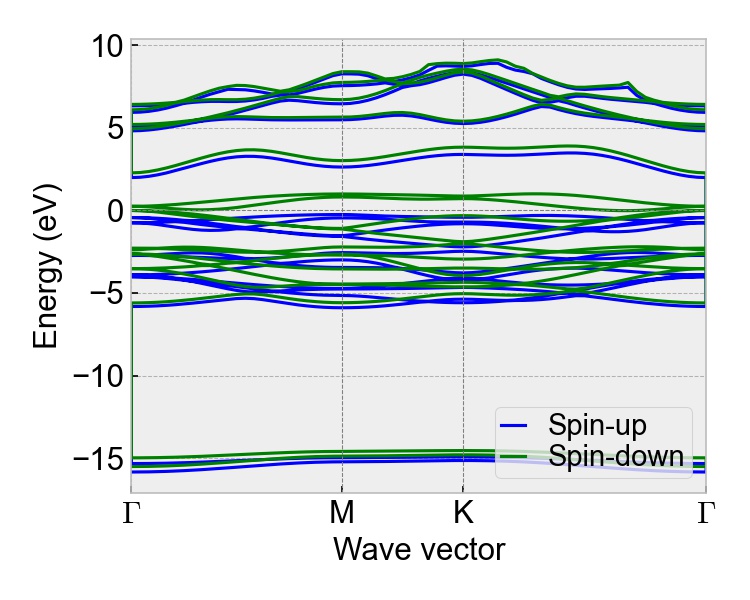 10
5
0
−5
−10
−15
Energy (eV)
Spin-up
Spin-down
Γ M K Γ
Wave vector